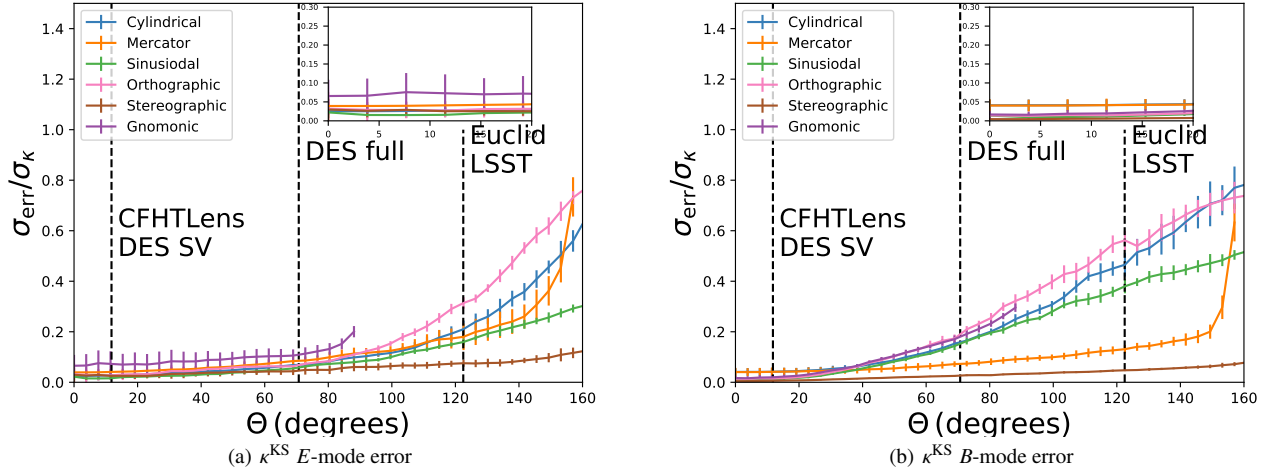 1.4
1.2
1.0
0.8
0.6
0.4
0.2
0.0
σerr/σκ
Cylindrical
Mercator
Sinusiodal
Orthographic
Stereographic
Gnomonic
0.30
0.25
0.20
0.15
0.10
0.05
0.00
0 5 10 15 20
CFHTLens
DES SV
DES full
Euclid
LSST
0 20 40 60 80 100 120 140 160
Θ (degrees)
(a) κ^KS E-mode error
1.4
1.2
1.0
0.8
0.6
0.4
0.2
0.0
σerr/σκ
Cylindrical
Mercator
Sinusiodal
Orthographic
Stereographic
Gnomonic
0.30
0.25
0.20
0.15
0.10
0.05
0.00
0 5 10 15 20
CFHTLens
DES SV
DES full
Euclid
LSST
0 20 40 60 80 100 120 140 160
Θ (degrees)
(b) κ^KS B-mode error